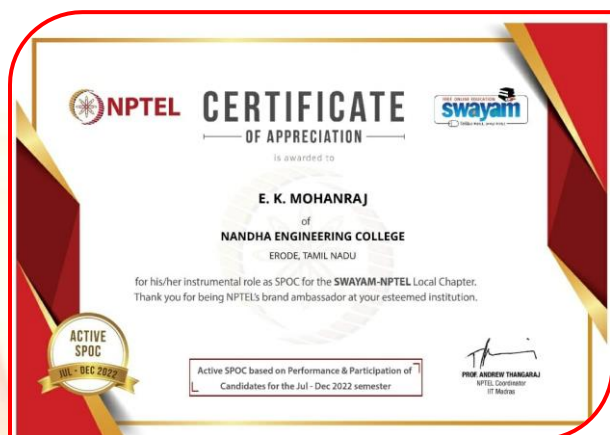 NPTEL
CERTIFICATE
OF APPRECIATION
is awarded to
FREE ONLINE EDUCATION
swayam
E. K. MOHANRAJ
of
NANDHA ENGINEERING COLLEGE
ERODE, TAMIL NADU
for his/her instrumental role as SPOC for the SWAYAM-NPTEL Local Chapter.
Thank you for being NPTEL's brand ambassador at your esteemed institution.
ACTIVE
SPOC
JUL - DEC 2022
Active SPOC based on Performance & Participation of
Candidates for the Jul - Dec 2022 semester
PROF. ANDREW THANGARAJ
NPTEL Coordinator
IIT Madras